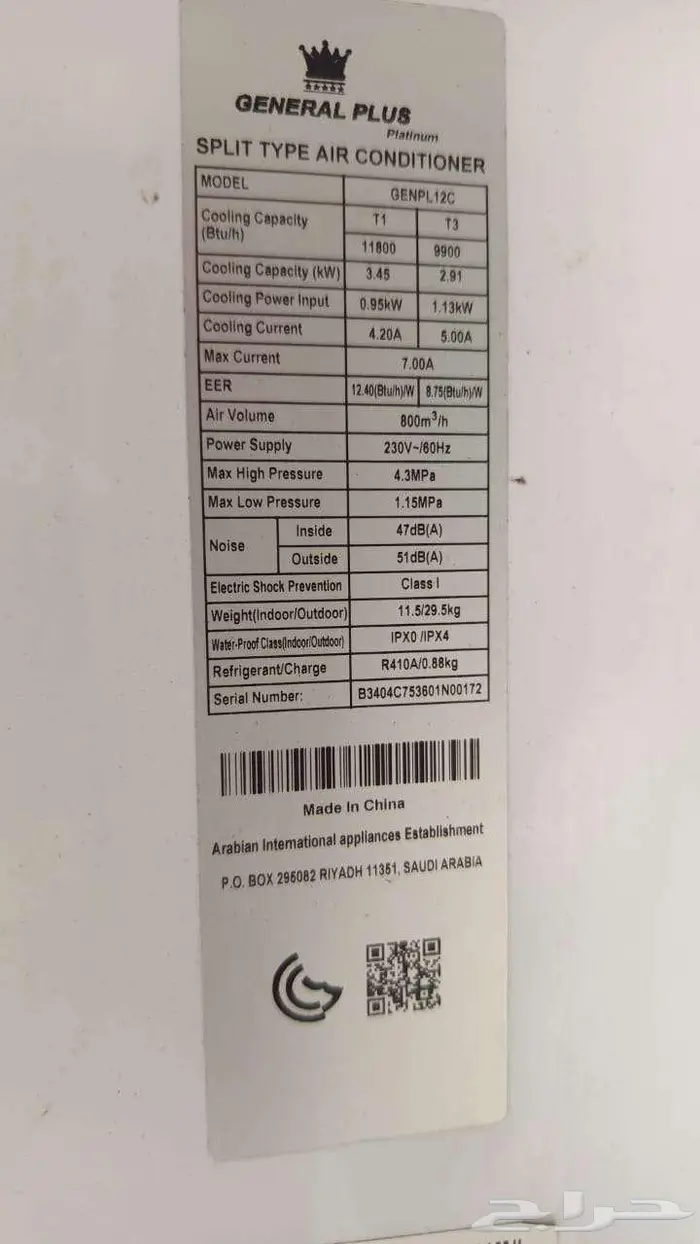 GENERAL PLUS
Platinum
SPLIT TYPE AIR CONDITIONER
MODEL GENPL12C
Cooling Capacity (Btu/h) T1 T3
11800 9900
Cooling Capacity (kW) 3.45 2.91
Cooling Power Input 0.95kW 1.13kW
Cooling Current 4.20A 5.00A
Max Current 7.00A
EER 12.40(Btu/h)/W 8.75(Btu/h)/W
Air Volume 800m³/h
Power Supply 230V~/60Hz
Max High Pressure 4.3MPa
Max Low Pressure 1.15MPa
Noise Inside 47dB(A)
Outside 51dB(A)
Electric Shock Prevention Class I
Weight(Indoor/Outdoor) 11.5/29.5kg
Water-Proof Class(Indoor/Outdoor) IPX0 /IPX4
Refrigerant/Charge R410A/0.88kg
Serial Number: B3404C753601N00172
Made In China
Arabian International appliances Establishment
P.O. BOX 295082 RIYADH 11351, SAUDI ARABIA
حراج